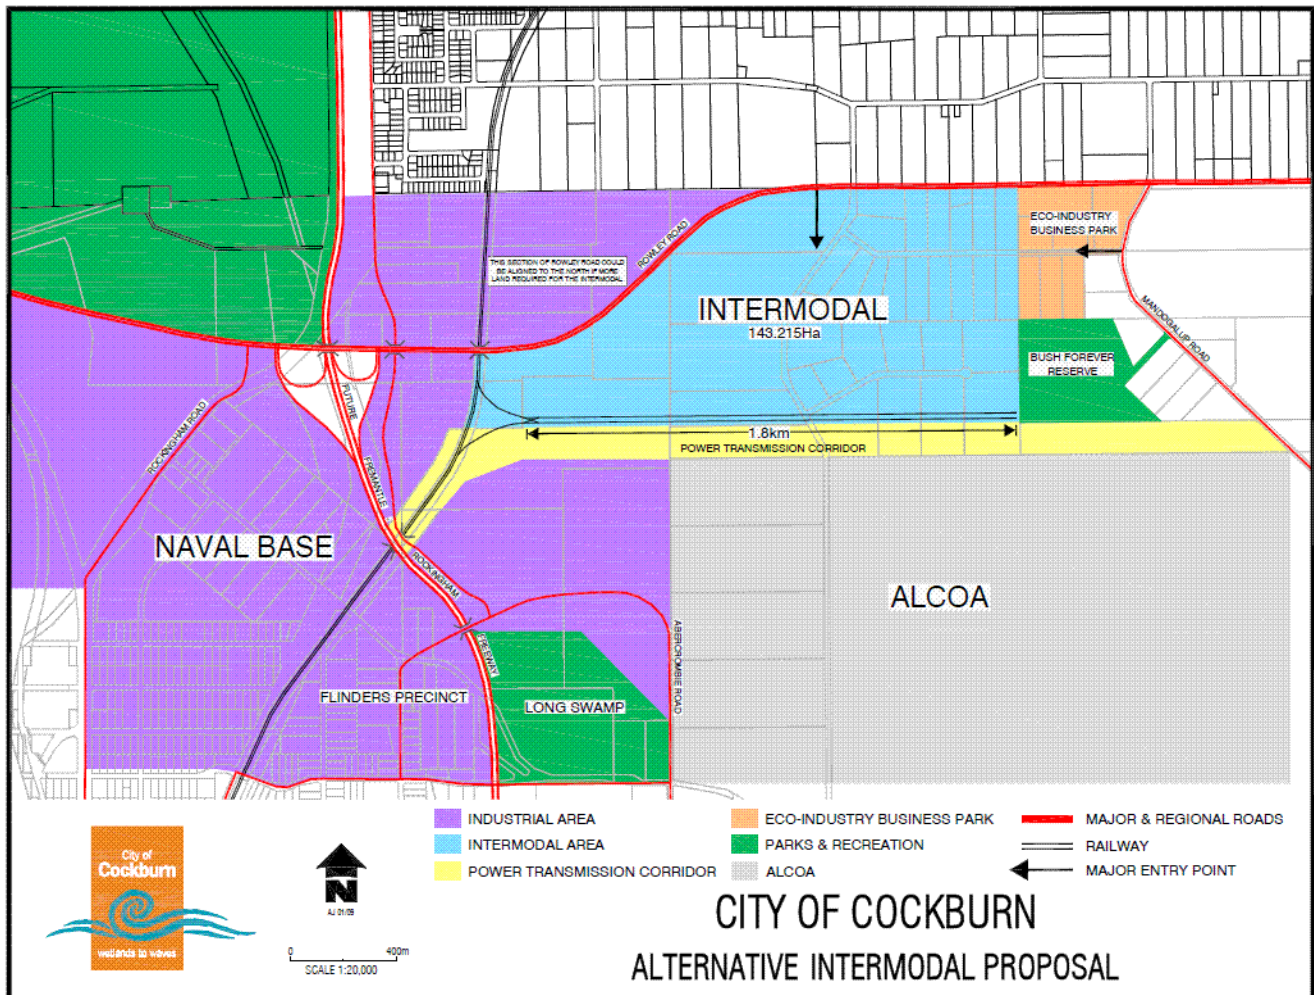 ECO-INDUSTRY
BUSINESS PARK
ROWLEY ROAD
THIS SECTION OF ROWLEY ROAD COULD
BE ALIGNED TO THE NORTH IF MORE
LAND REQUIRED FOR THE INTERMODAL
INTERMODAL
143.215Ha
MANDOGALUP ROAD
BUSH FOREVER
RESERVE
FUTURE
ROCKINGHAM ROAD
1.8km
POWER TRANSMISSION CORRIDOR
FREMANTLE
NAVAL BASE
ROCKINGHAM
ALCOA
FREEWAY
ABERCROMBIE ROAD
FLINDERS PRECINCT
LONG SWAMP
INDUSTRIAL AREA
INTERMODAL AREA
POWER TRANSMISSION CORRIDOR
ECO-INDUSTRY BUSINESS PARK
PARKS & RECREATION
ALCOA
MAJOR & REGIONAL ROADS
RAILWAY
MAJOR ENTRY POINT
City of
Cockburn
wetlands to waves
N
AJ 01/09
0 400m
SCALE 1:20,000
CITY OF COCKBURN
ALTERNATIVE INTERMODAL PROPOSAL